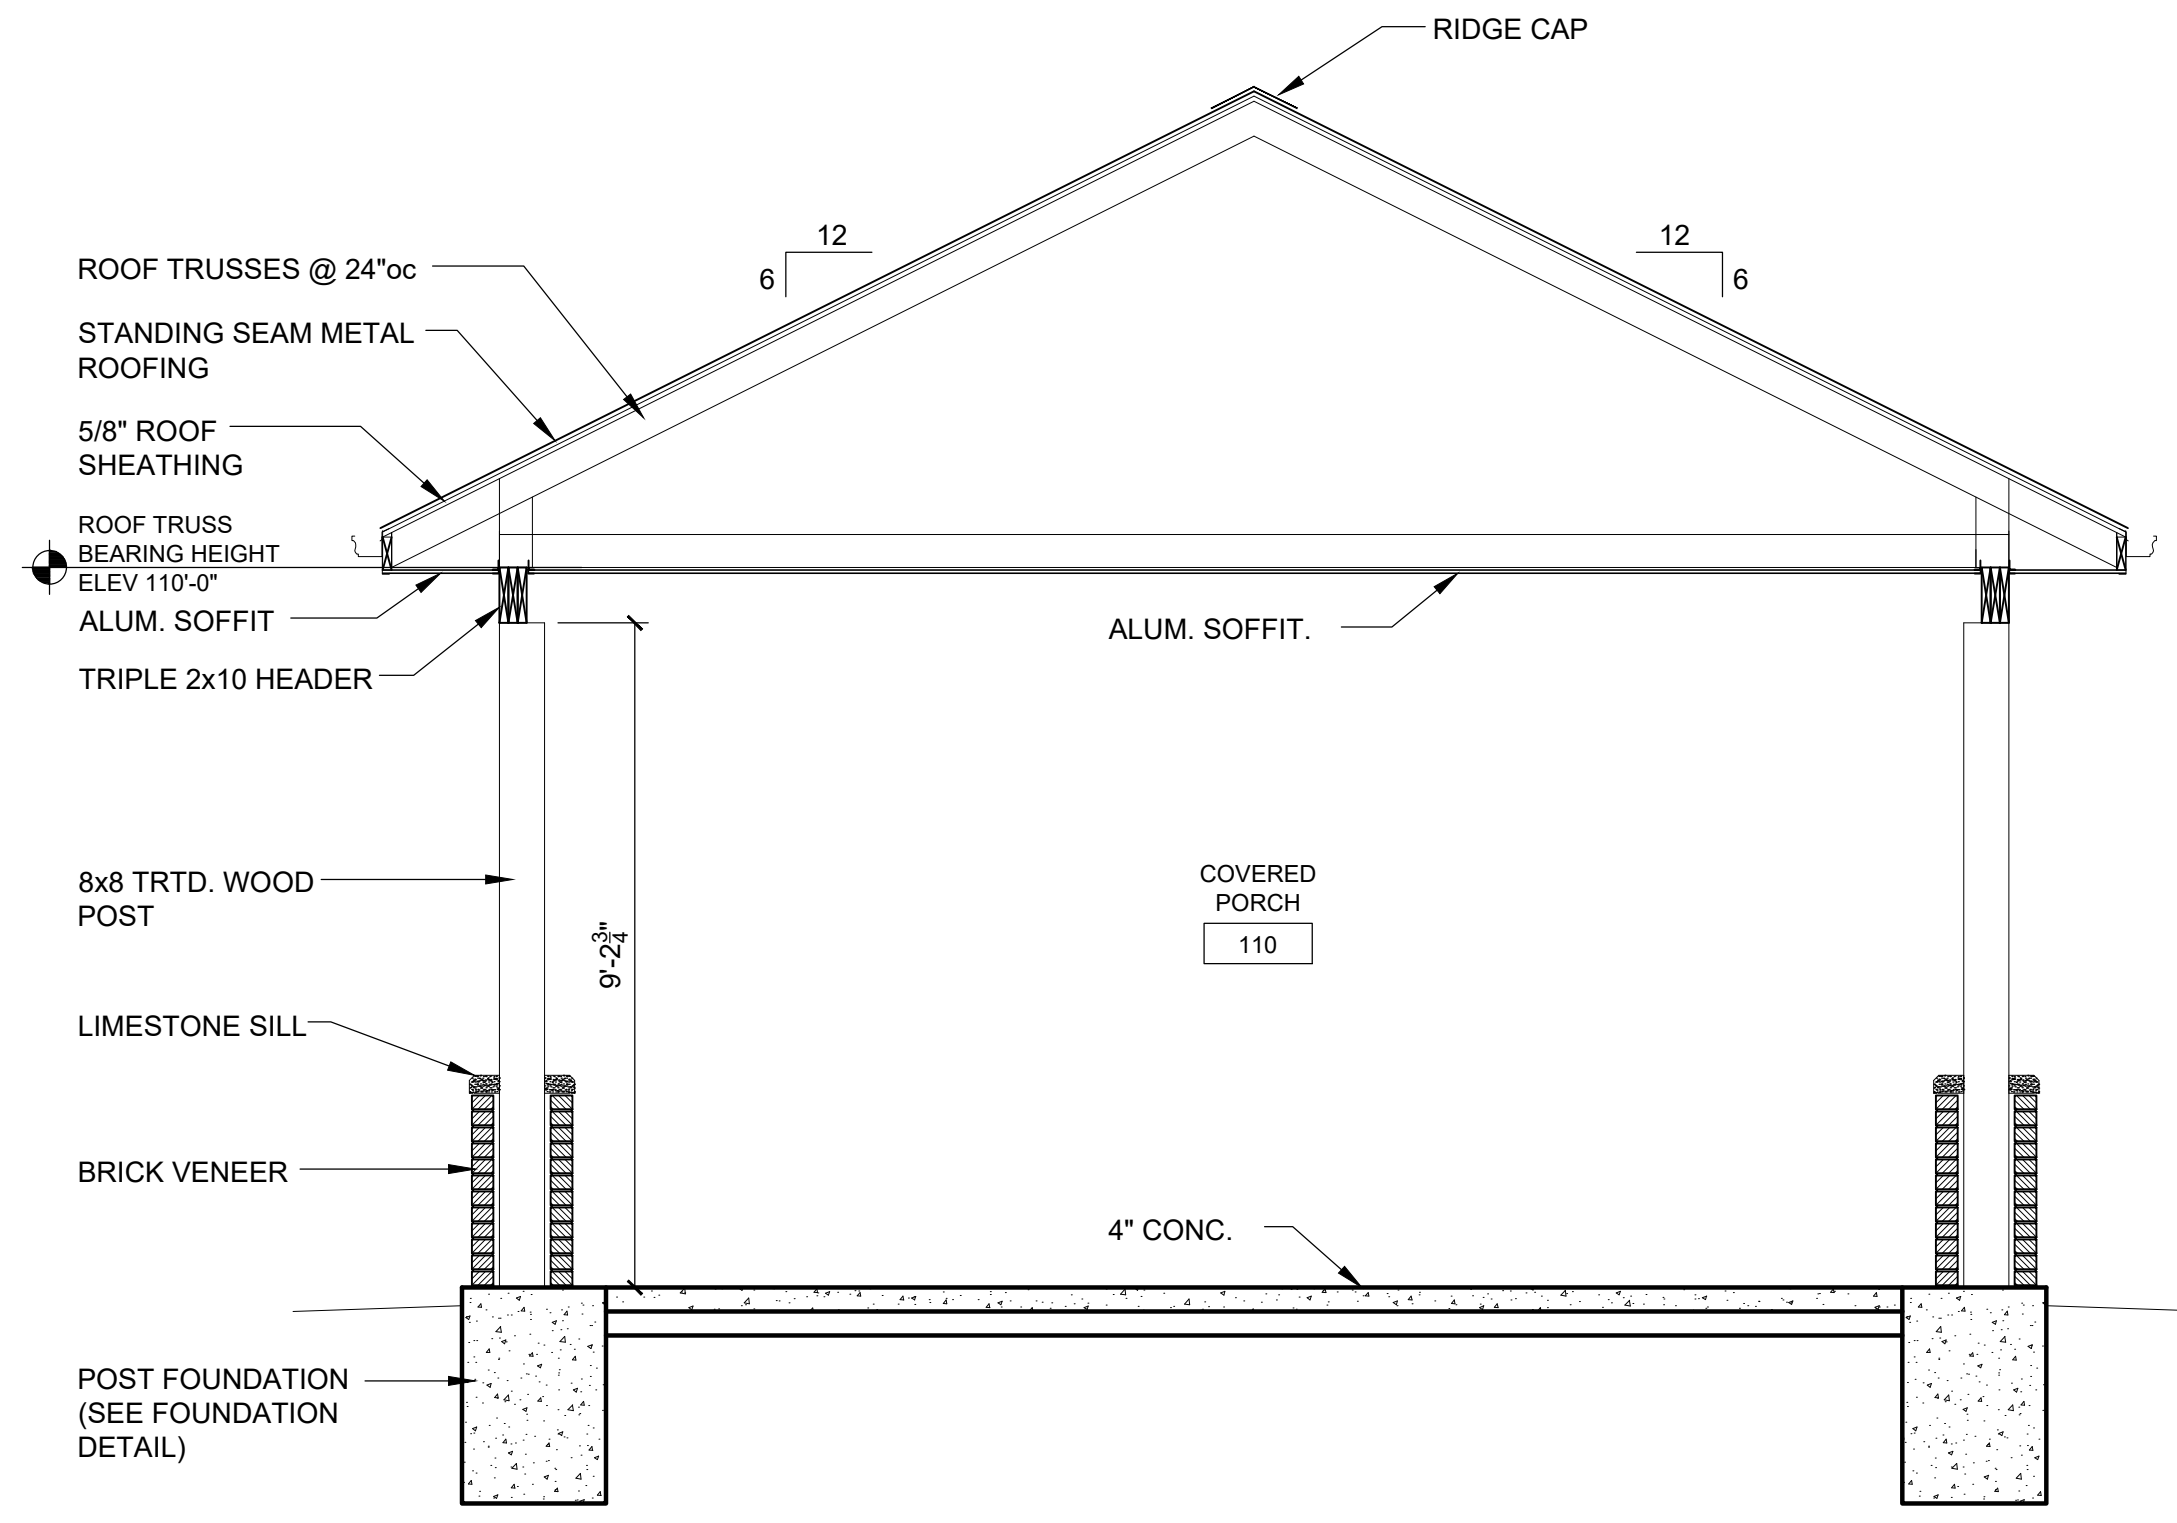 RIDGE CAP
12
6
12
6
ROOF TRUSSES @ 24"oc
STANDING SEAM METAL
ROOFING
5/8" ROOF
SHEATHING
ROOF TRUSS
BEARING HEIGHT
ELEV 110'-0"
ALUM. SOFFIT
ALUM. SOFFIT.
TRIPLE 2x10 HEADER
8x8 TRTD. WOOD
POST
COVERED
PORCH
110
9'-2 3/4"
LIMESTONE SILL
BRICK VENEER
4" CONC.
POST FOUNDATION
(SEE FOUNDATION
DETAIL)